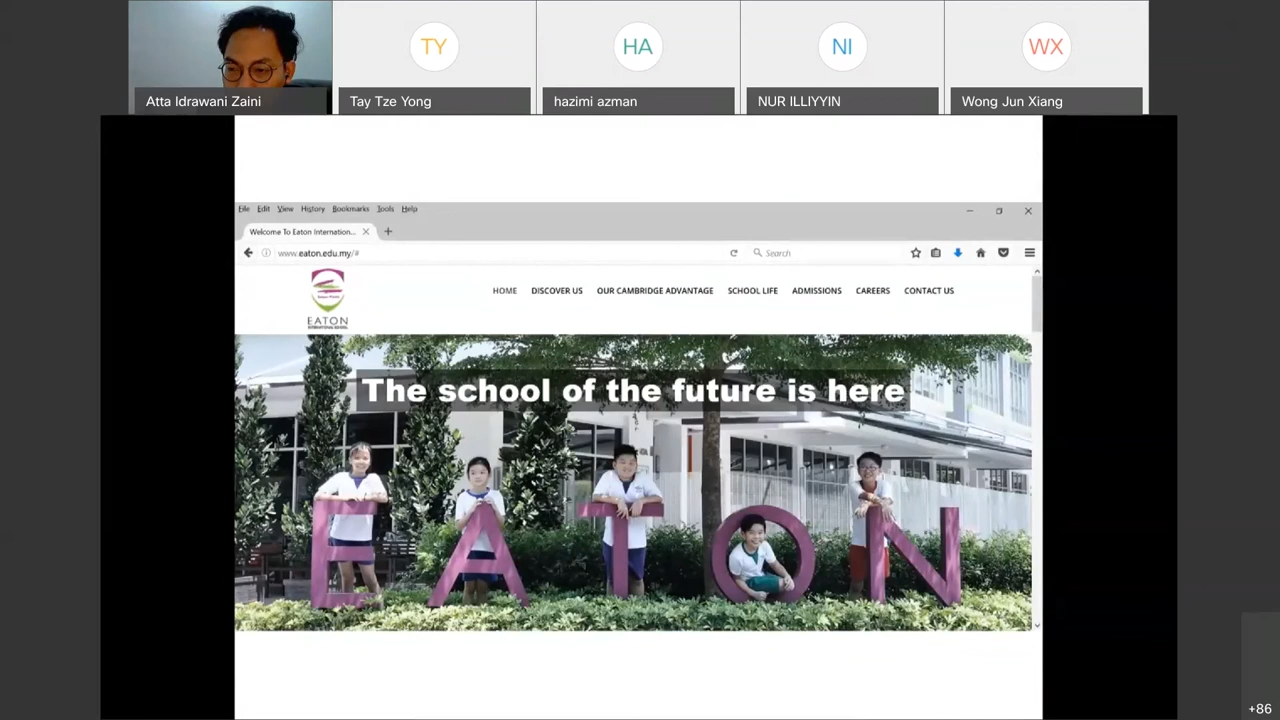 TY
HA
NI
WX
Atta Idrawani Zaini
Tay Tze Yong
hazimi azman
NUR ILLIYYIN
Wong Jun Xiang
File Edit View History Bookmarks Tools Help
Welcome To Eaton Internation...
www.eaton.edu.my/#
Search
EATON
INTERNATIONAL SCHOOL
HOME DISCOVER US OUR CAMBRIDGE ADVANTAGE SCHOOL LIFE ADMISSIONS CAREERS CONTACT US
The school of the future is here
EATON
+86